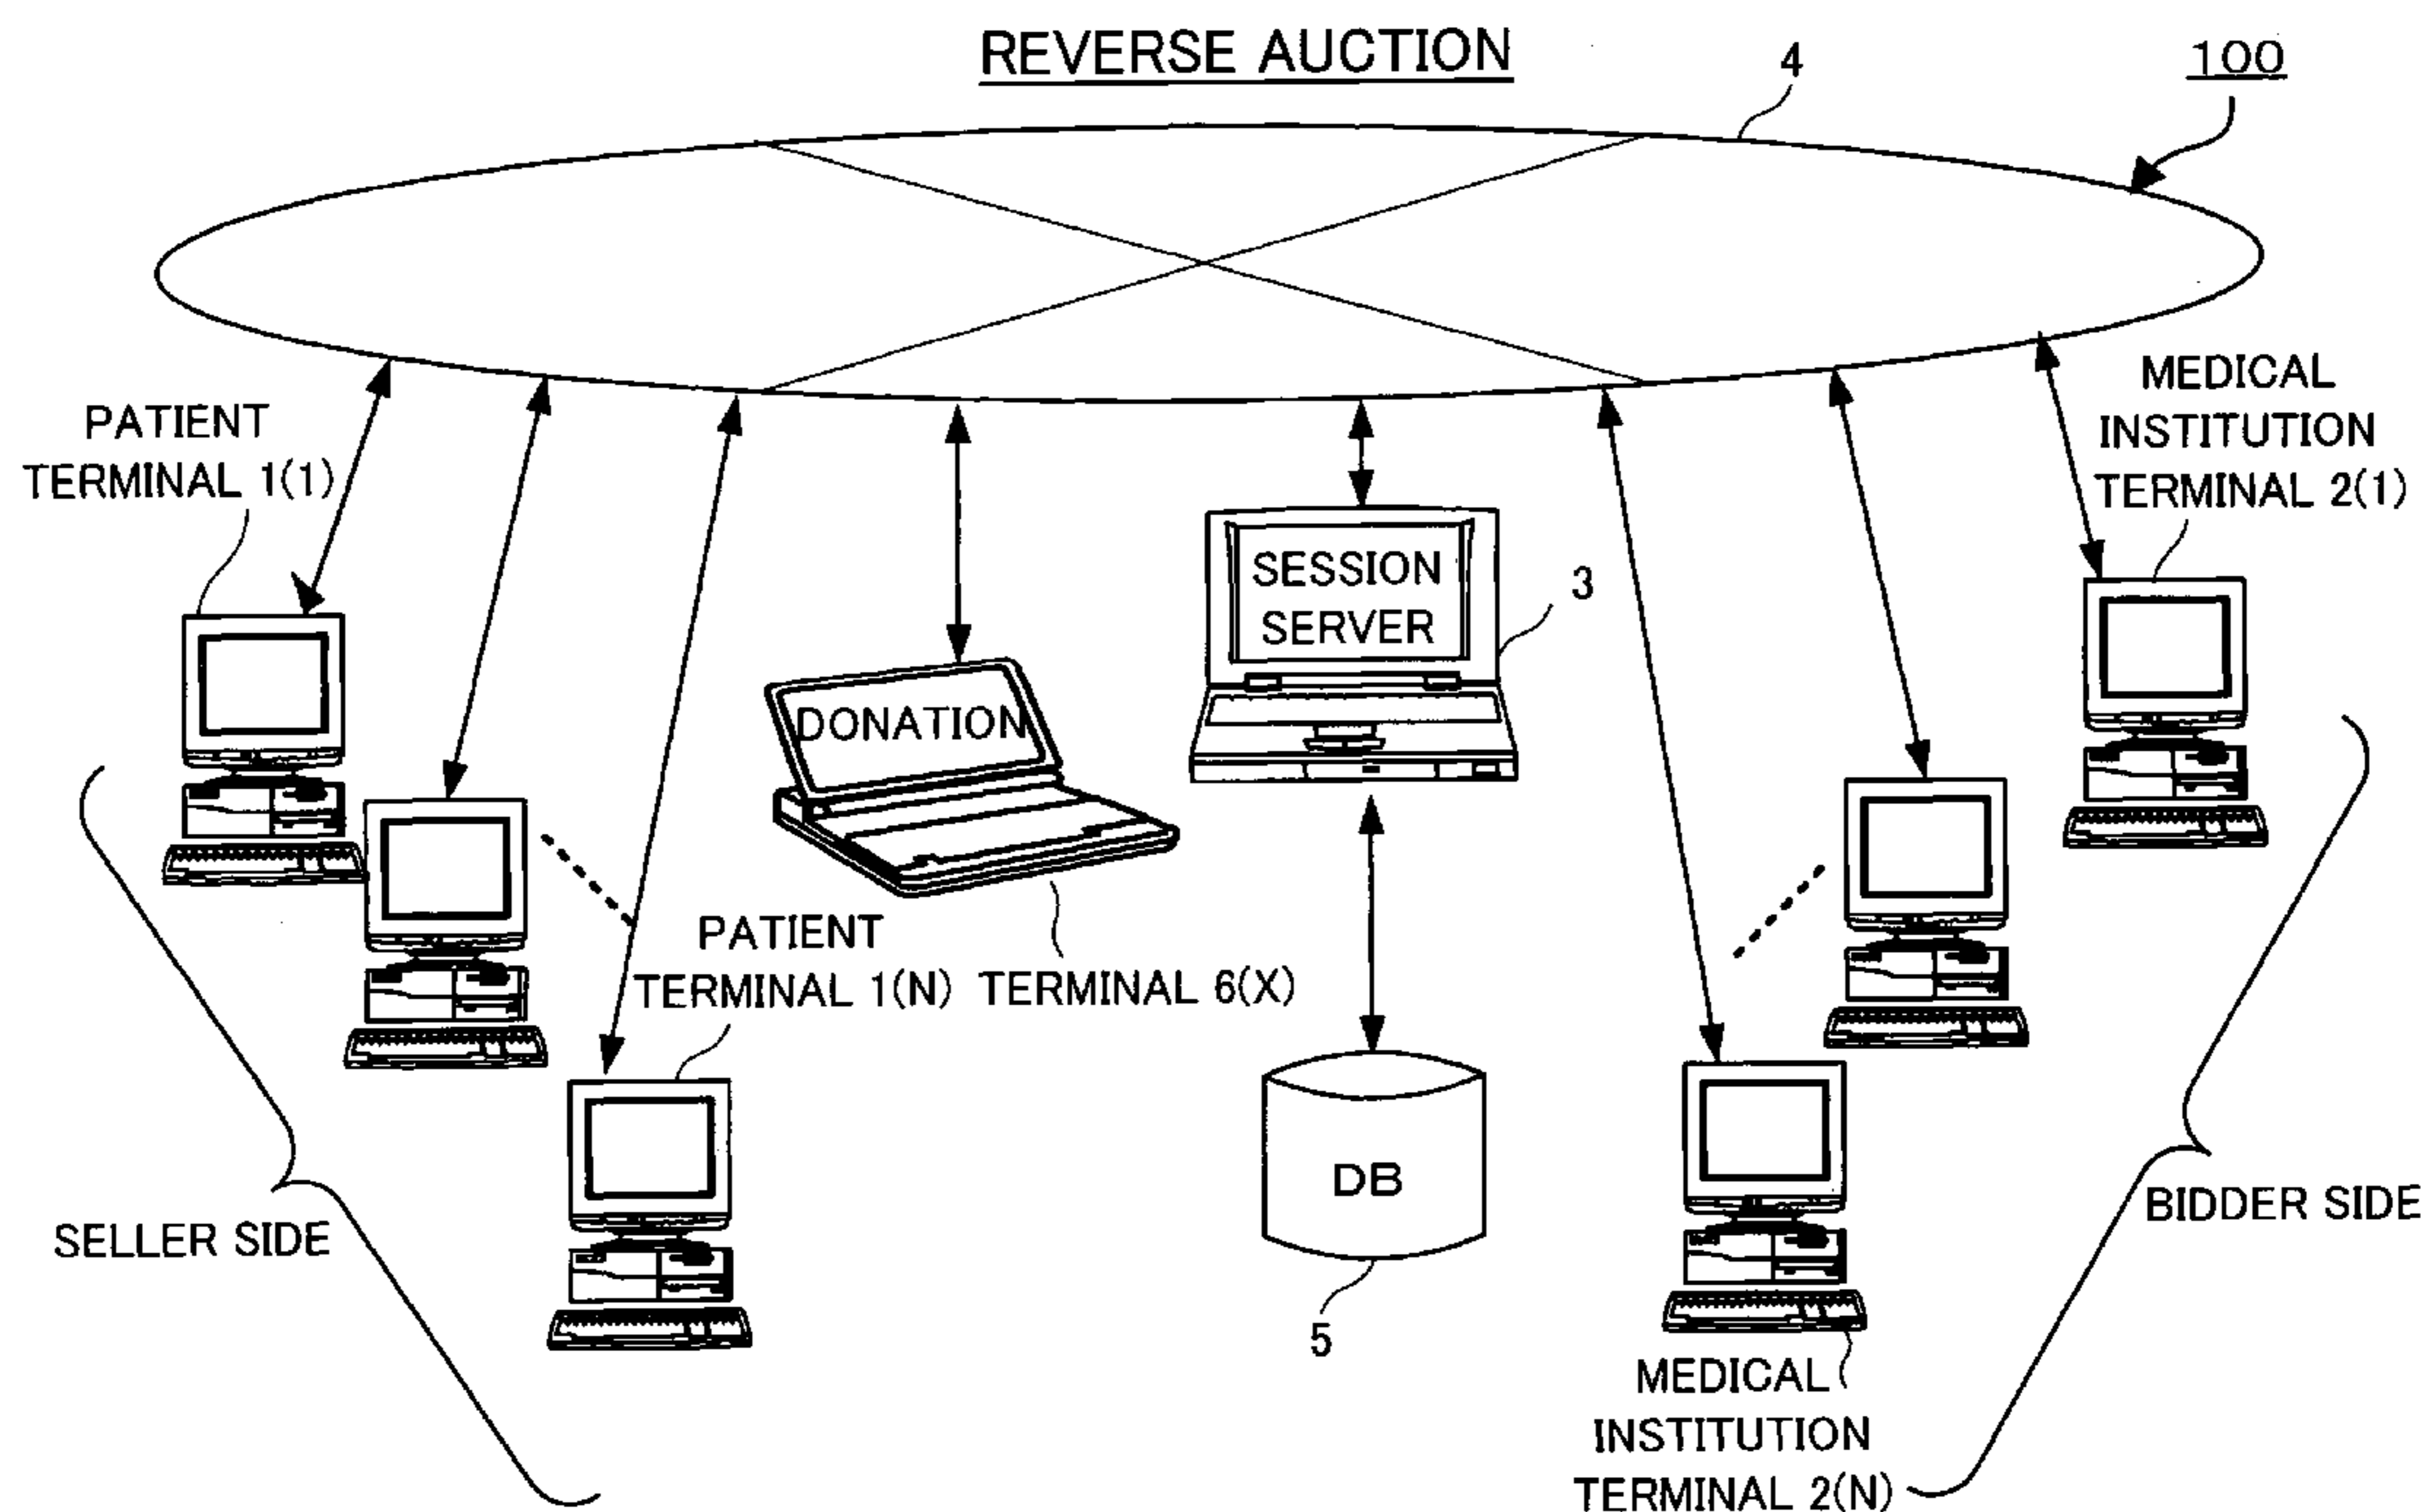 REVERSE AUCTION
4
100
PATIENT
TERMINAL 1(1)
MEDICAL
INSTITUTION
TERMINAL 2(1)
SESSION
SERVER
3
DONATION
PATIENT
TERMINAL 1(N)
TERMINAL 6(X)
DB
5
SELLER SIDE
BIDDER SIDE
MEDICAL
INSTITUTION
TERMINAL 2(N)